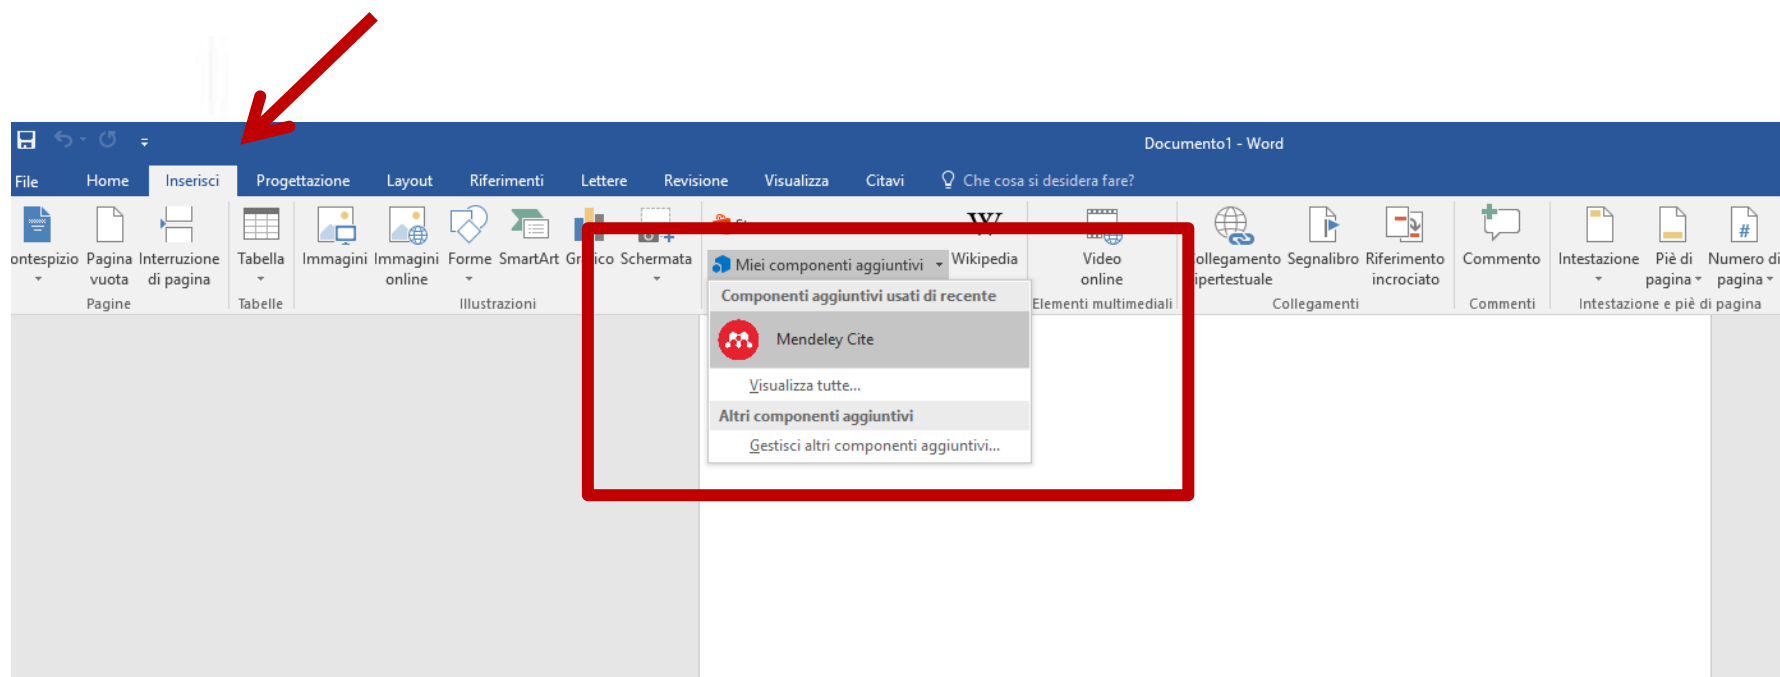 Documento1 - Word
File Home Inserisci Progettazione Layout Riferimenti Lettere Revisione Visualizza Citavi Che cosa si desidera fare?
W
Pagina vuota
Interruzione di pagina
Tabella
Immagini
Immagini online
Forme
SmartArt
Schermata
Miei componenti aggiuntivi
Wikipedia
Video online
Segnalibro
Riferimento incrociato
Commento
Intestazione
Piè di pagina
Numero di pagina
#
Pagine
Tabelle
Illustrazioni
Elementi multimediali
Collegamenti
Commenti
Intestazione e piè di pagina
Componenti aggiuntivi usati di recente
Mendeley Cite
Visualizza tutte...
Altri componenti aggiuntivi
Gestisci altri componenti aggiuntivi...